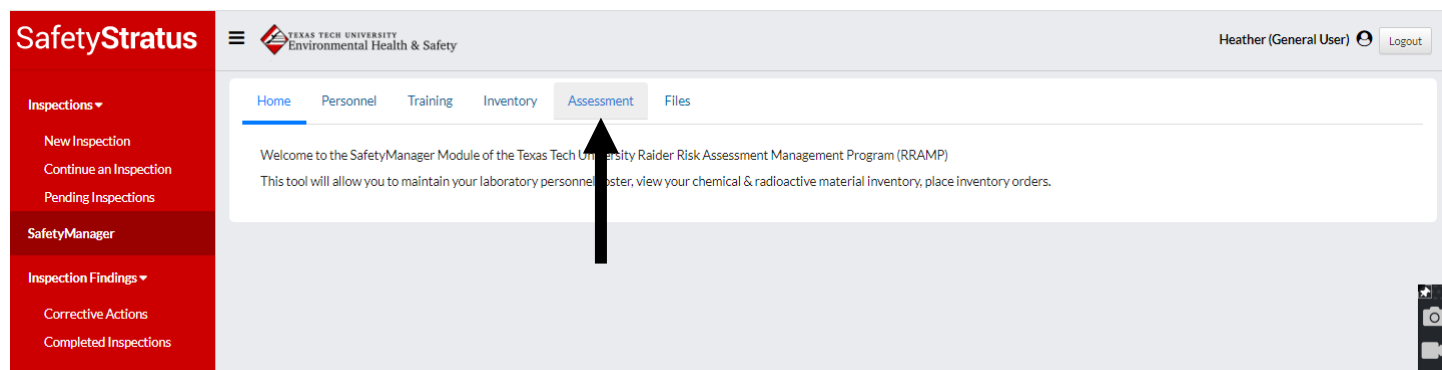 SafetyStratus
TEXAS TECH UNIVERSITY
Environmental Health & Safety
Heather (General User)
Logout
Inspections
New Inspection
Continue an Inspection
Pending Inspections
SafetyManager
Inspection Findings
Corrective Actions
Completed Inspections
Home Personnel Training Inventory Assessment Files
Welcome to the SafetyManager Module of the Texas Tech University Raider Risk Assessment Management Program (RRAMP)
This tool will allow you to maintain your laboratory personnel roster, view your chemical & radioactive material inventory, place inventory orders.